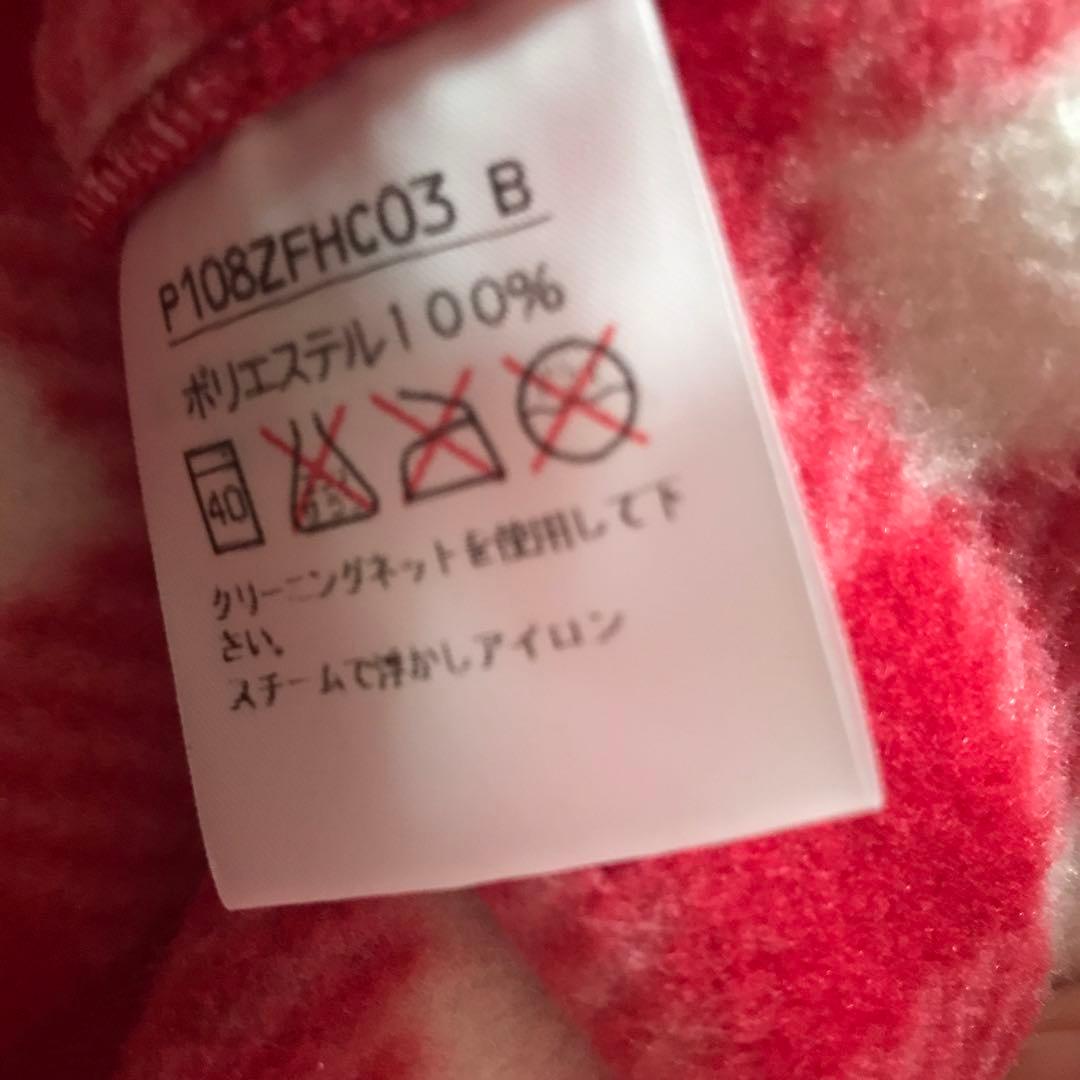 P108ZFHC03 B
ポリエステル100%
40
クリーニングネットを使用して下
さい。
スチームで浮かしアイロン